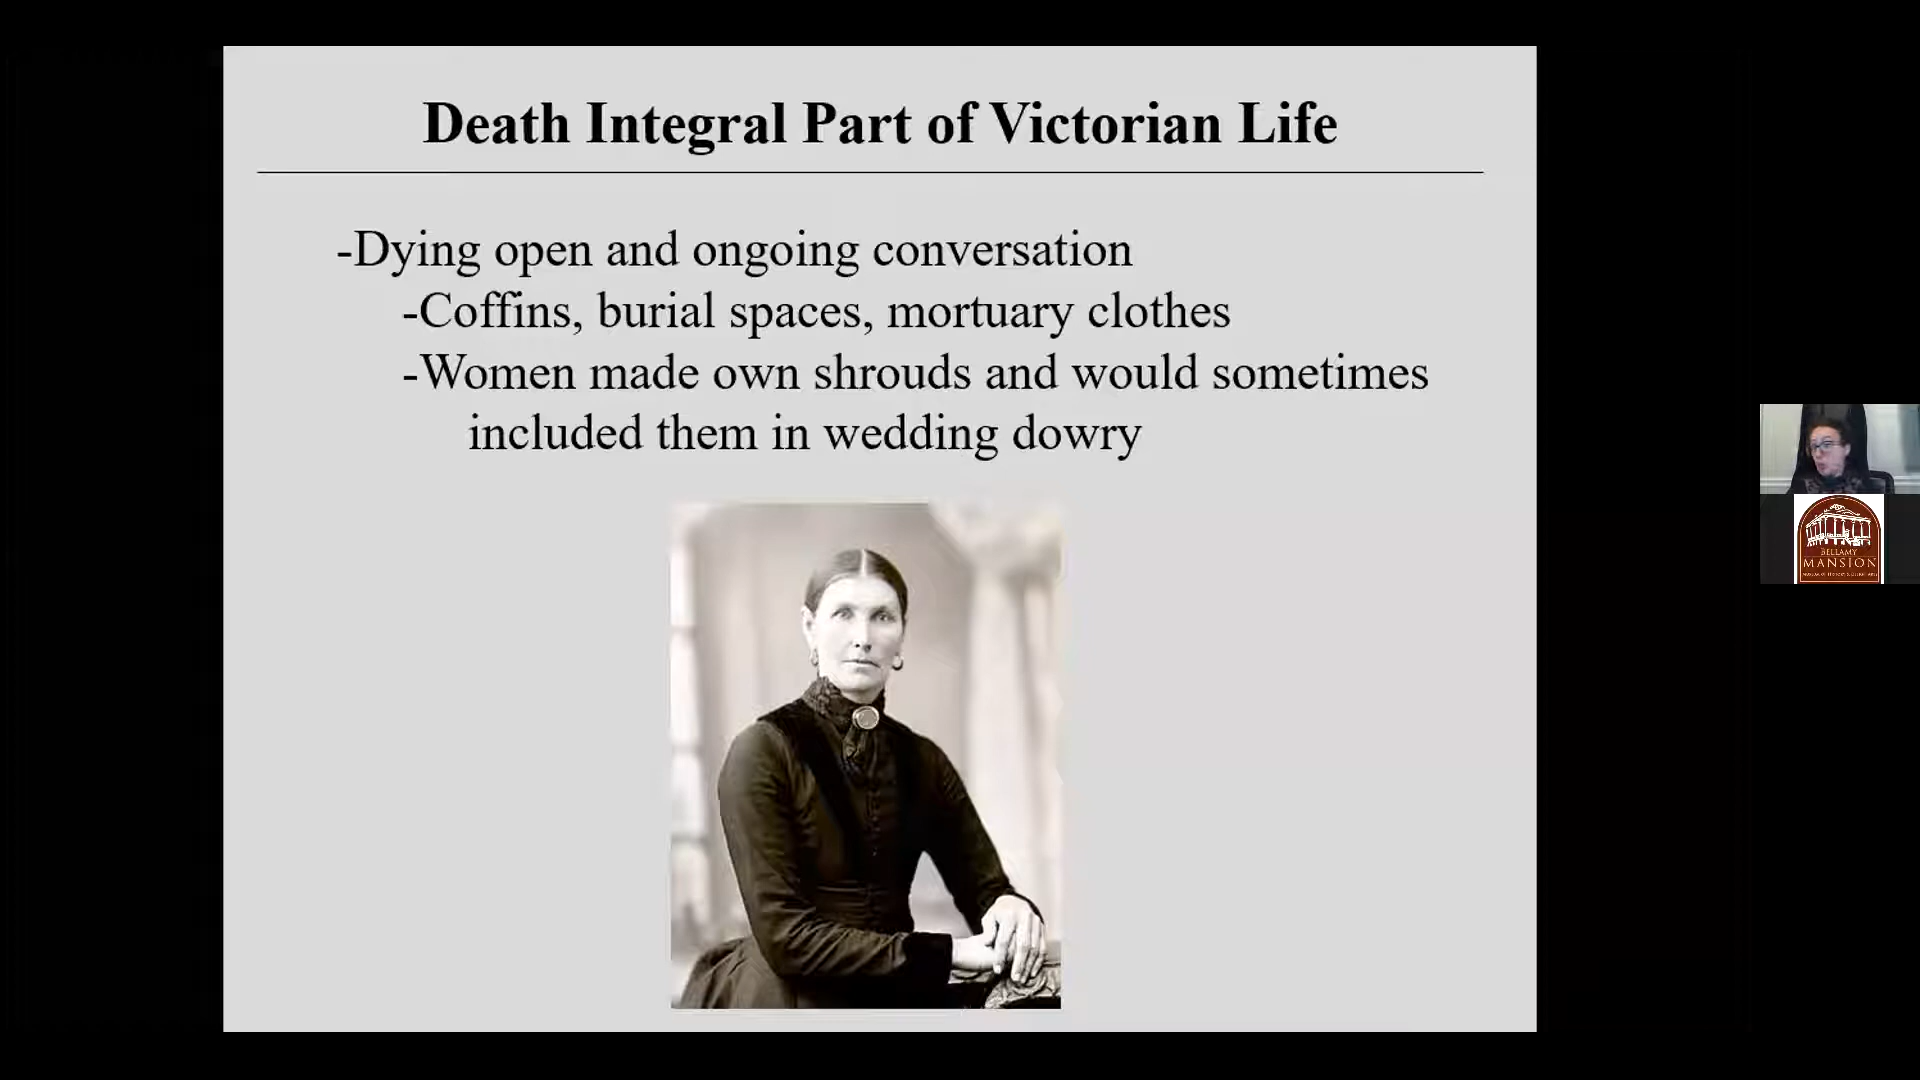 Death Integral Part of Victorian Life
-Dying open and ongoing conversation
-Coffins, burial spaces, mortuary clothes
-Women made own shrouds and would sometimes
included them in wedding dowry
BELLAMY
MANSION